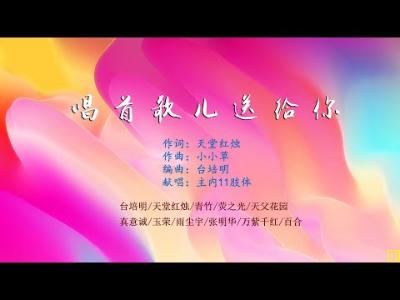 唱首歌儿送给你
作词：天堂红烛
作曲：小小草
编曲：台培明
献唱：主内11肢体
台培明/天堂红烛/青竹/荧之光/天父花园
真意诚/玉荣/雨尘宇/张明华/万紫千红/百合